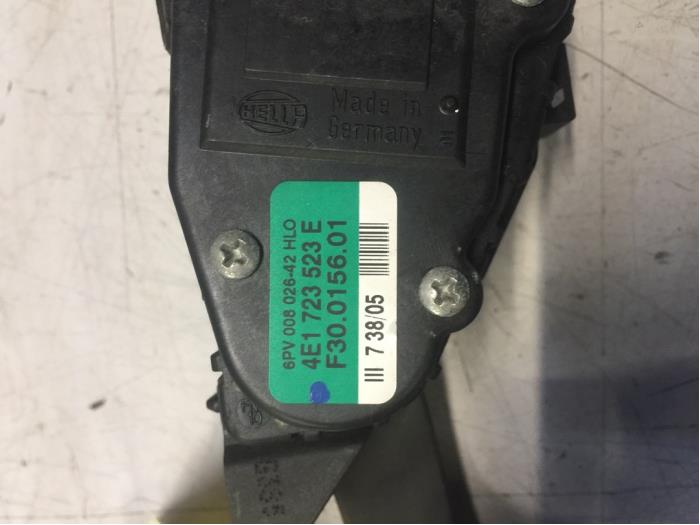 HELLA
Made in
Germany
6PV 008 026-42 HLO
4E1 723 523 E
F30.0156.01
III 7 38/05